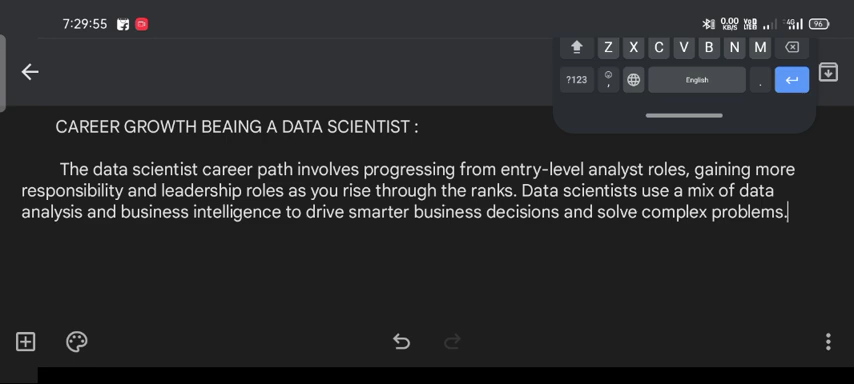 7:29:55 0.00 KB/S 4G 96
Z X C V B N M
?123 , English .
CAREER GROWTH BEAING A DATA SCIENTIST :
The data scientist career path involves progressing from entry-level analyst roles, gaining more
responsibility and leadership roles as you rise through the ranks. Data scientists use a mix of data
analysis and business intelligence to drive smarter business decisions and solve complex problems.